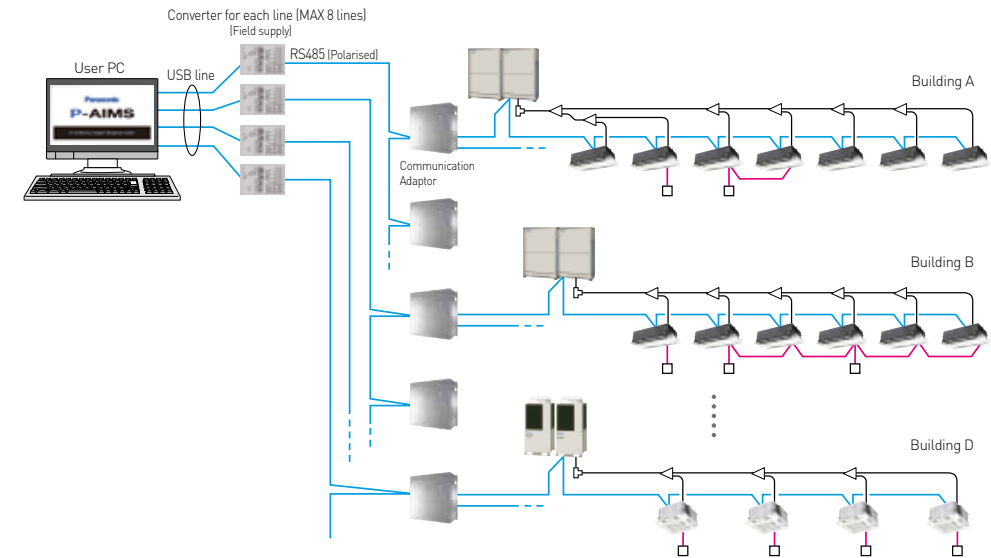 Converter for each line (MAX 8 lines)
(Field supply)
RS485 (Polarised)
User PC
USB line
Panasonic
P-AIMS
Communication
Adaptor
Building A
Building B
Building D